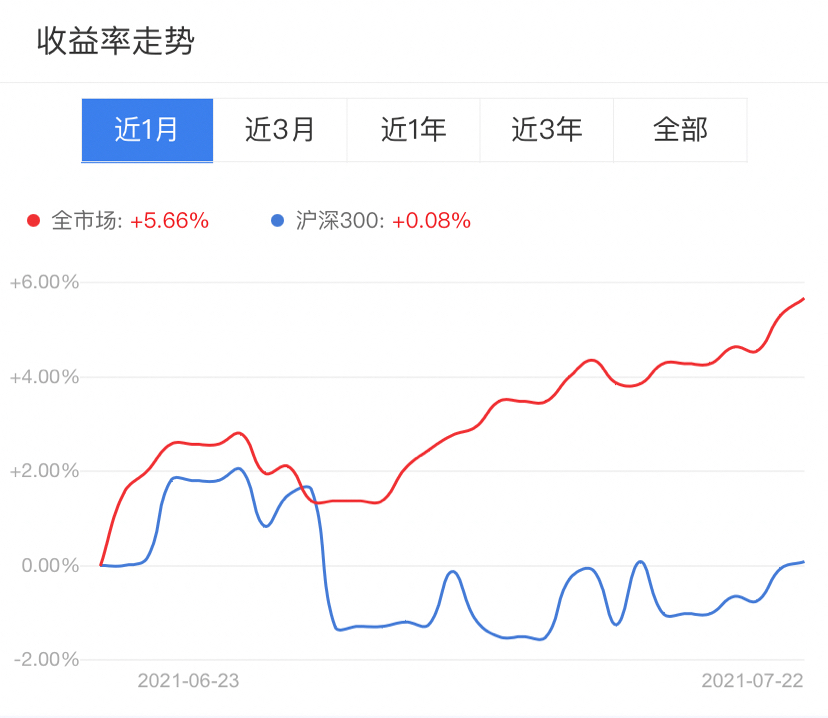 收益率走势
近1月 近3月 近1年 近3年 全部
全市场: +5.66% 沪深300: +0.08%
+6.00%
+4.00%
+2.00%
0.00%
-2.00%
2021-06-23 2021-07-22